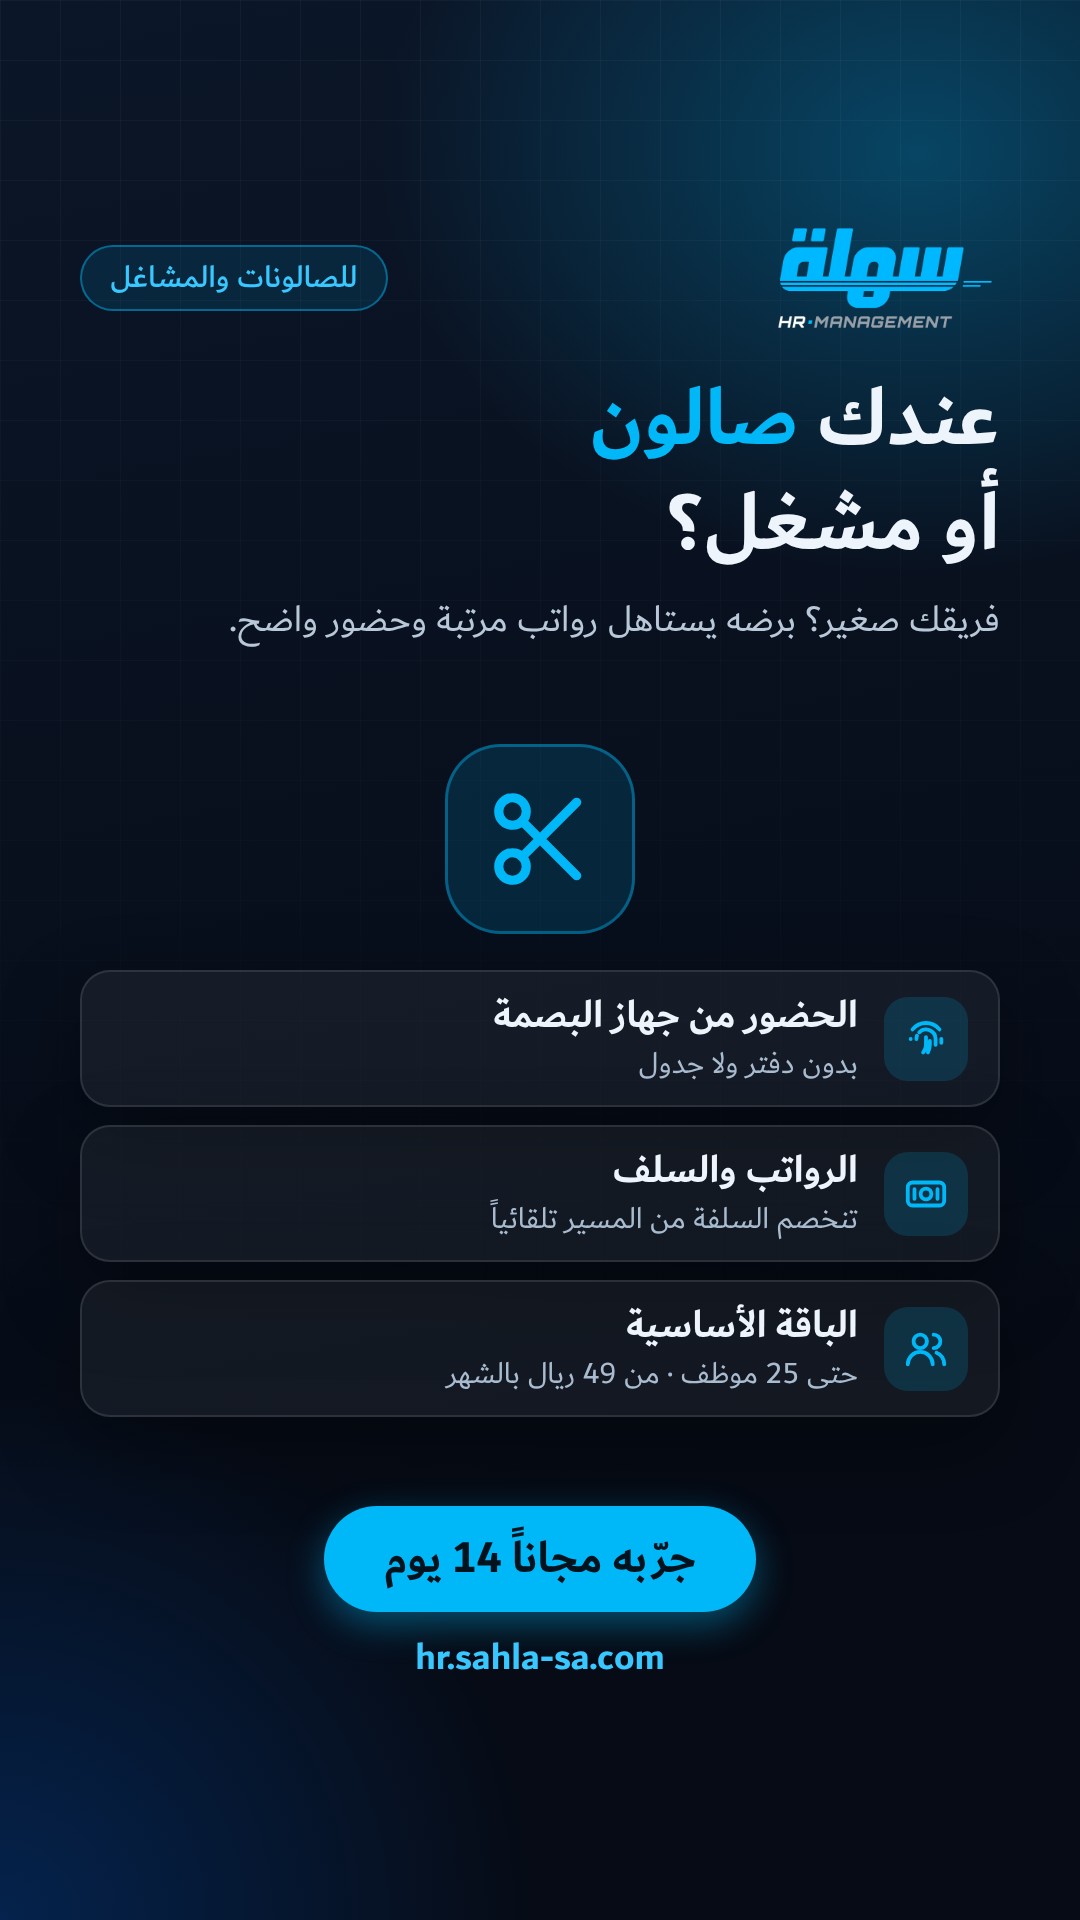 سهلة
HR·MANAGEMENT
للصالونات والمشاغل
عندك صالون
أو مشغل؟
فريقك صغير؟ برضه يستاهل رواتب مرتبة وحضور واضح.
الحضور من جهاز البصمة
بدون دفتر ولا جدول
الرواتب والسلف
تنخصم السلفة من المسير تلقائياً
الباقة الأساسية
حتى 25 موظف · من 49 ريال بالشهر
جرّبه مجاناً 14 يوم
hr.sahla-sa.com